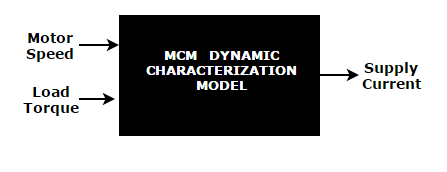 Motor
Speed
Load
Torque
MCM DYNAMIC
CHARACTERIZATION
MODEL
Supply
Current